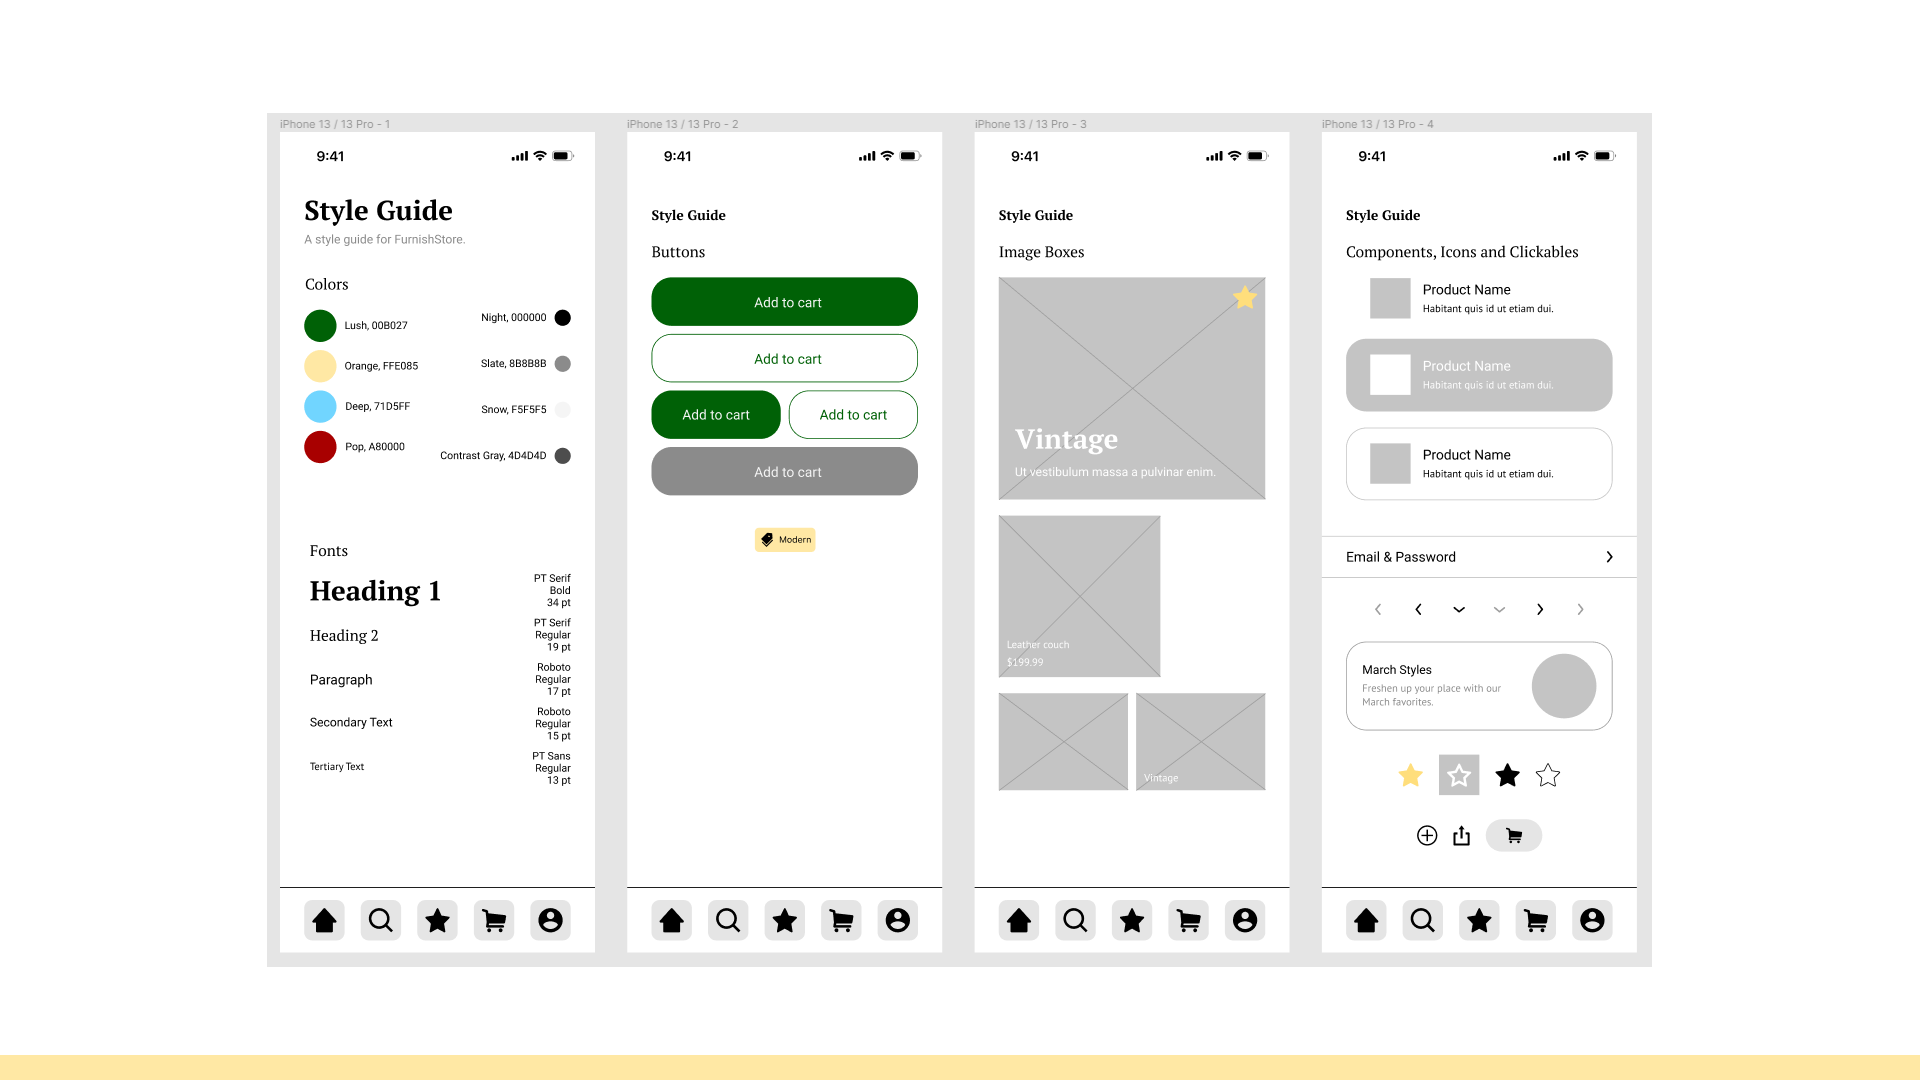 iPhone 13 / 13 Pro - 1
9:41
Style Guide
A style guide for FurnishStore.
Colors
Lush, 00B027
Night, 000000
Orange, FFE085
Slate, 8B8B8B
Deep, 71D5FF
Snow, F5F5F5
Pop, A80000
Contrast Gray, 4D4D4D
Fonts
Heading 1
PT Serif
Bold
34 pt
Heading 2
PT Serif
Regular
19 pt
Paragraph
Roboto
Regular
17 pt
Secondary Text
Roboto
Regular
15 pt
Tertiary Text
PT Sans
Regular
13 pt
iPhone 13 / 13 Pro - 2
9:41
Style Guide
Buttons
Add to cart
Add to cart
Add to cart
Add to cart
Add to cart
Modern
iPhone 13 / 13 Pro - 3
9:41
Style Guide
Image Boxes
Vintage
Ut vestibulum massa a pulvinar enim.
Leather couch
$199.99
Vintage
iPhone 13 / 13 Pro - 4
9:41
Style Guide
Components, Icons and Clickables
Product Name
Habitant quis id ut etiam dui.
Product Name
Habitant quis id ut etiam dui.
Product Name
Habitant quis id ut etiam dui.
Email & Password
March Styles
Freshen up your place with our
March favorites.